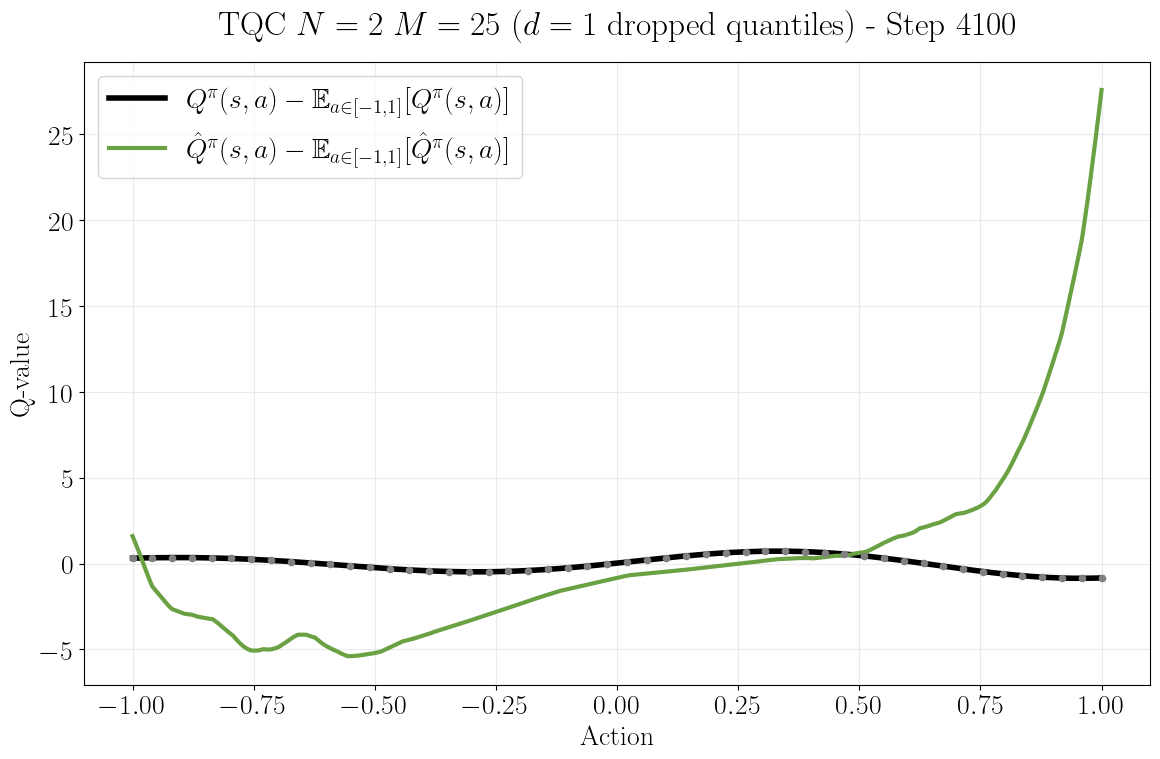 TQC N = 2 M = 25 (d = 1 dropped quantiles) - Step 4100
Q^π(s, a) − 𝔼_{a∈[−1,1]}[Q^π(s, a)]
Q̂^π(s, a) − 𝔼_{a∈[−1,1]}[Q̂^π(s, a)]
25
20
15
10
5
0
−5
Q-value
−1.00 −0.75 −0.50 −0.25 0.00 0.25 0.50 0.75 1.00
Action